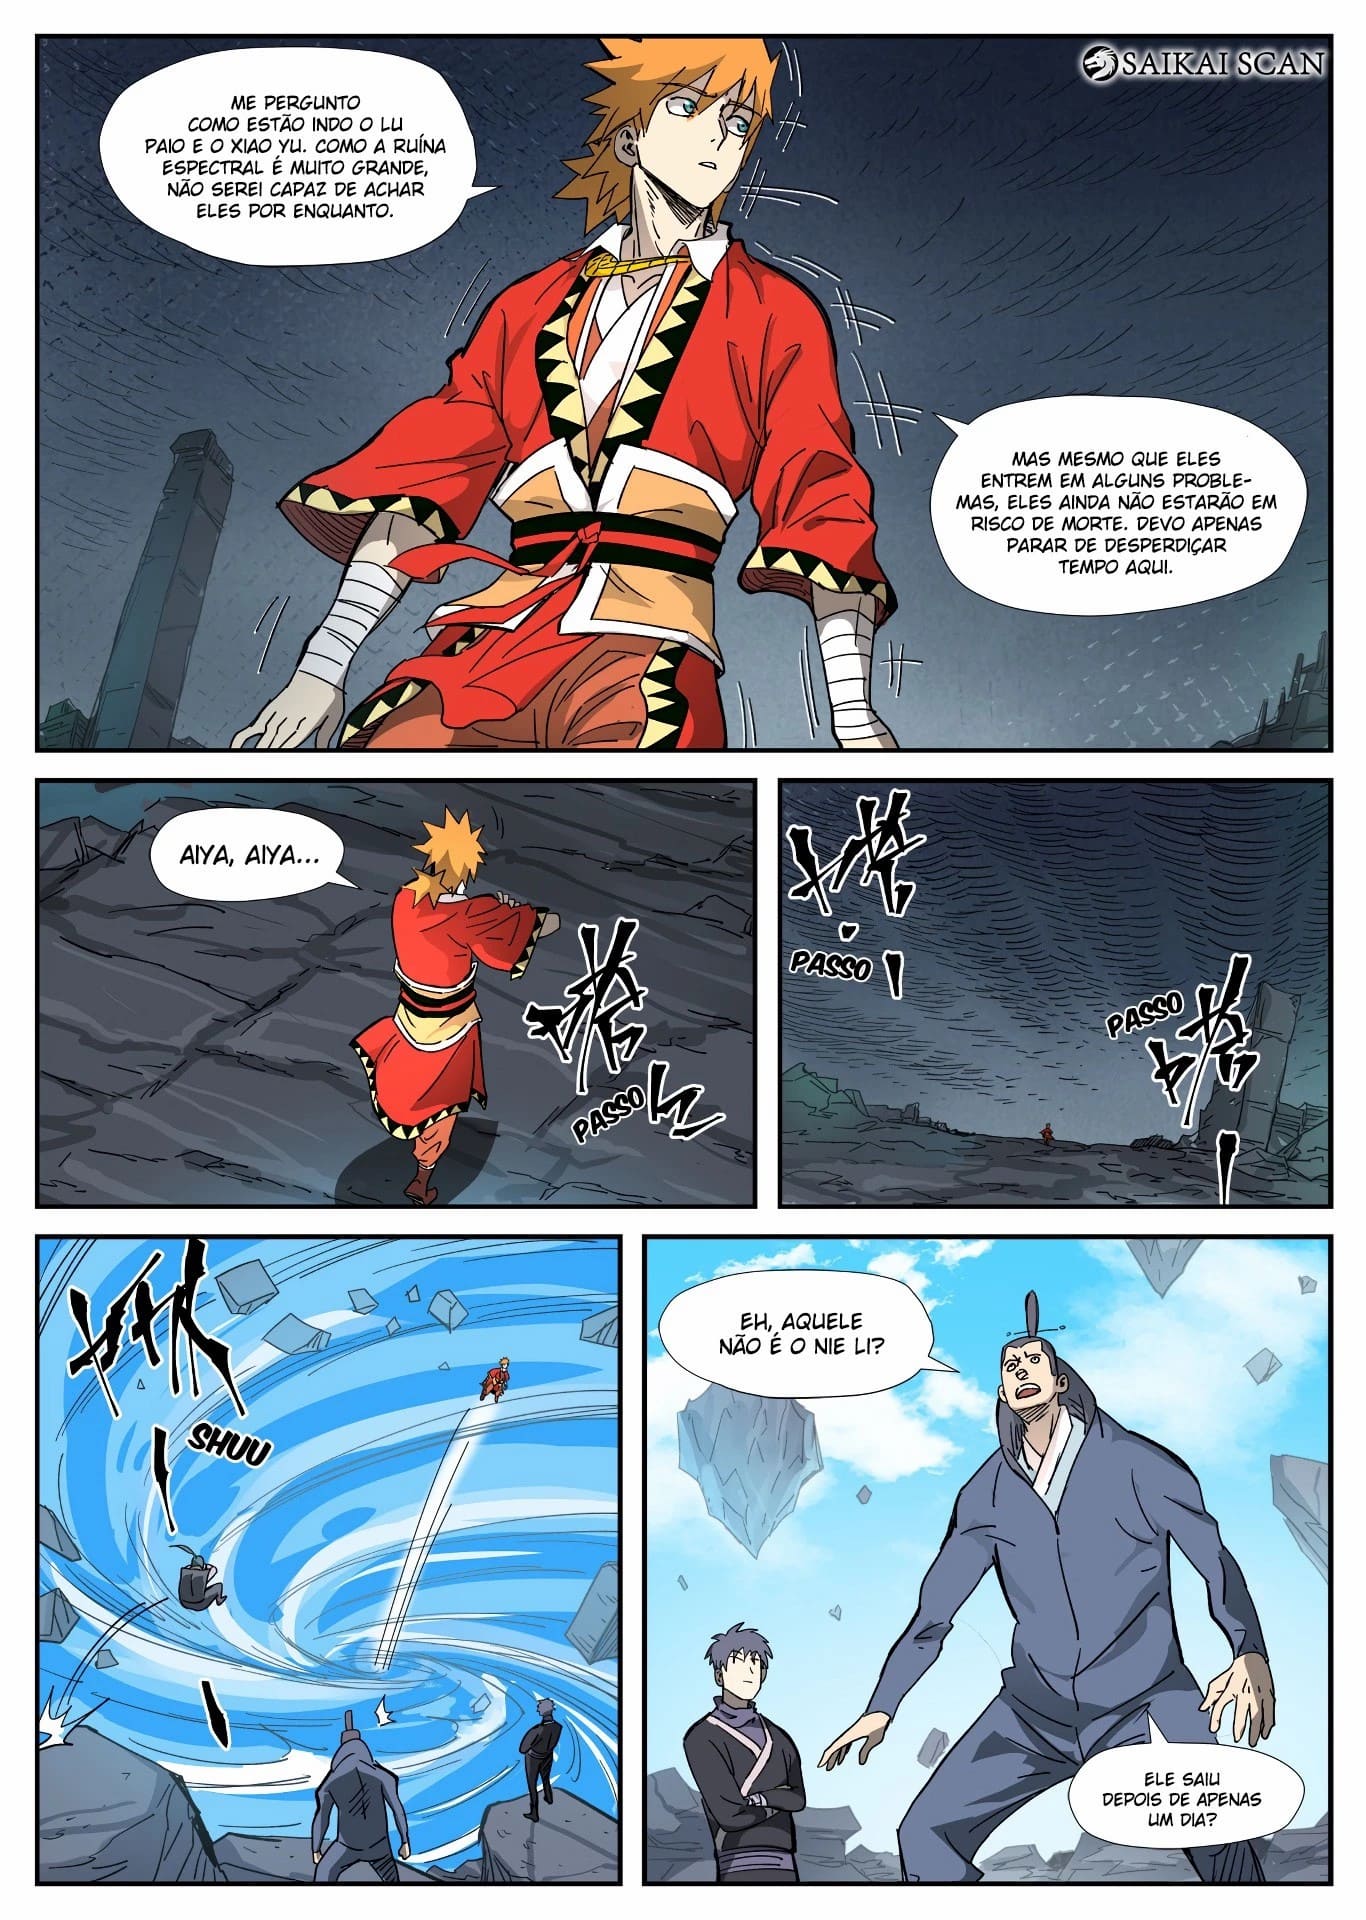 SAIKAI SCAN
ME PERGUNTO
COMO ESTÃO INDO O LU
PAIO E O XIAO YU. COMO A RUÍNA
ESPECTRAL É MUITO GRANDE,
NÃO SEREI CAPAZ DE ACHAR
ELES POR ENQUANTO.
MAS MESMO QUE ELES
ENTREM EM ALGUNS PROBLE-
MAS, ELES AINDA NÃO ESTARÃO EM
RISCO DE MORTE. DEVO APENAS
PARAR DE DESPERDIÇAR
TEMPO AQUI.
AIYA, AIYA...
PASSO
PASSO
PASSO
SHUU
EH, AQUELE
NÃO É O NIE LI?
ELE SAIU
DEPOIS DE APENAS
UM DIA?